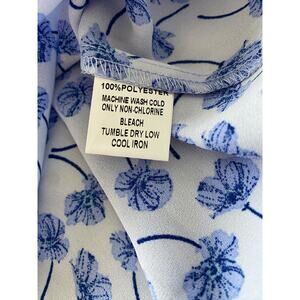 100%POLYESTER
MACHINE WASH COLD
ONLY NON-CHLORINE
BLEACH
TUMBLE DRY LOW
COOL IRON